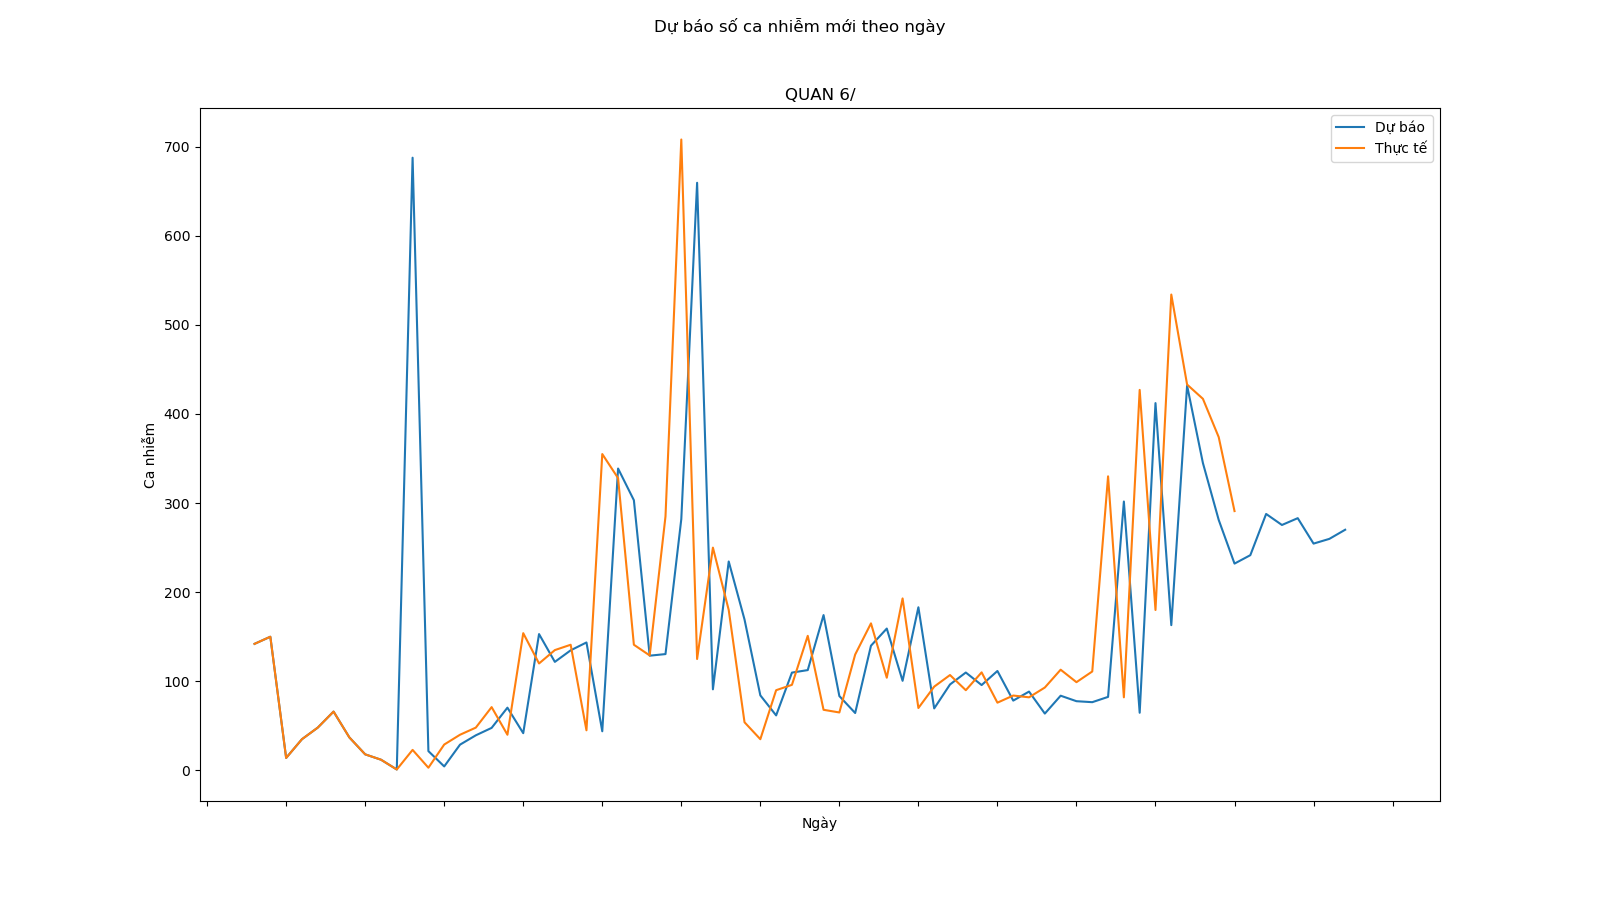 Dự báo số ca nhiễm mới theo ngày
QUAN 6/
Dự báo
Thực tế
700
600
500
400
300
200
100
0
Ca nhiễm
Ngày